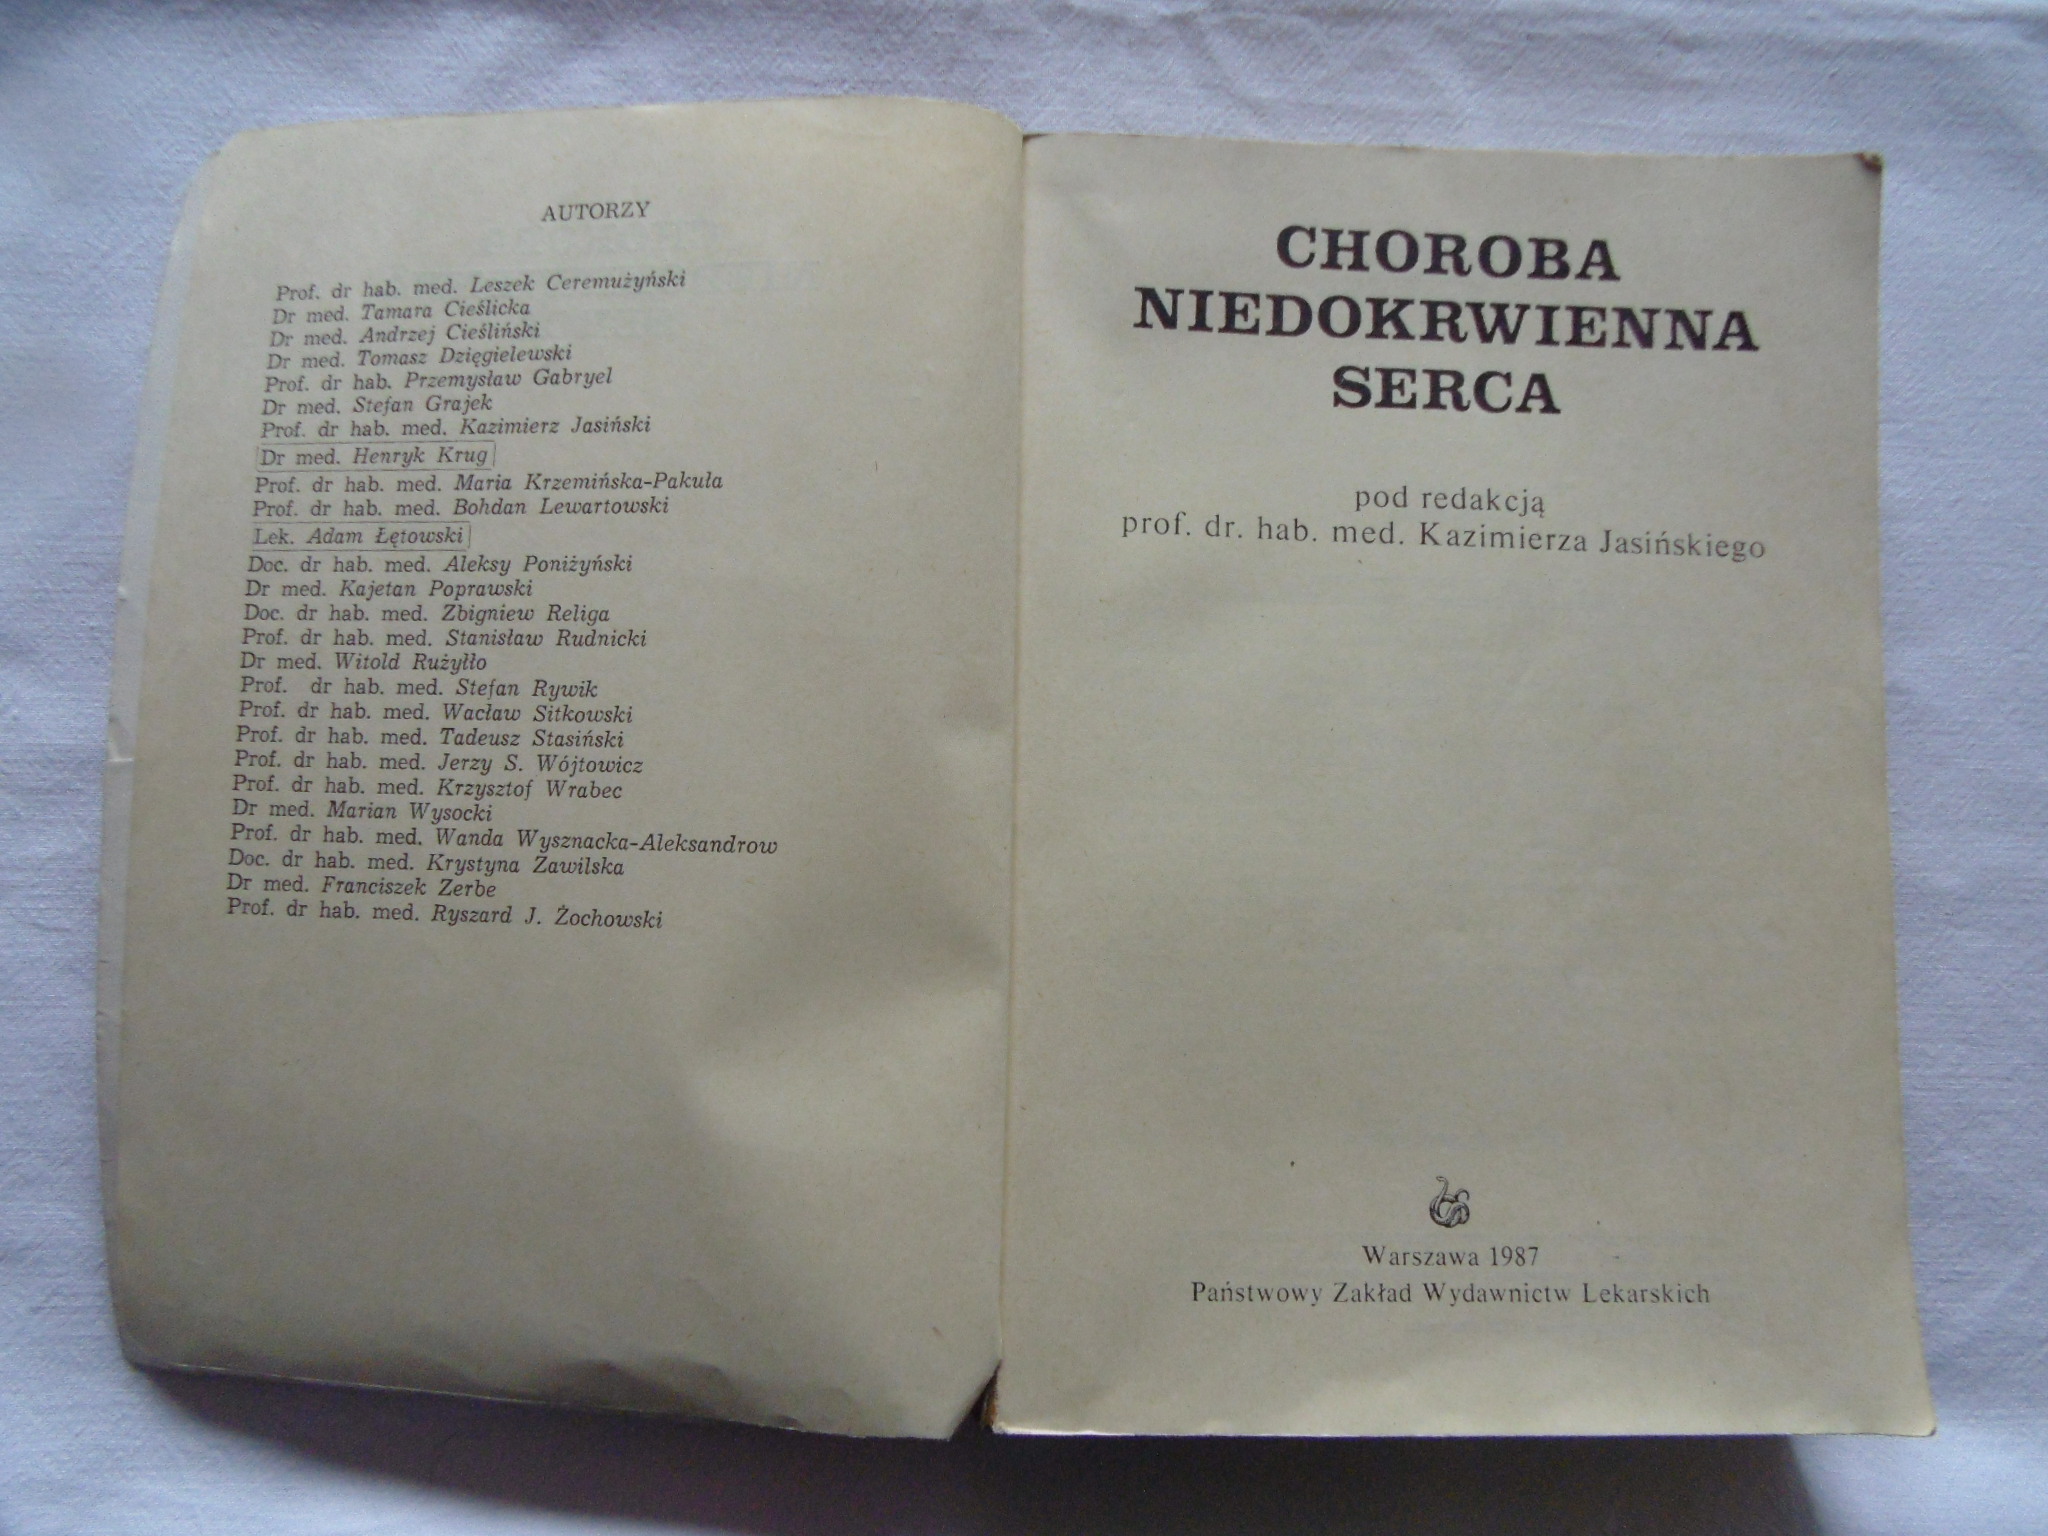 AUTORZY
Prof. dr hab. med. Leszek Ceremużyński
Dr med. Tamara Cieślicka
Dr med. Andrzej Cieśliński
Dr med. Tomasz Dzięgielewski
Prof. dr hab. Przemysław Gabryel
Dr med. Stefan Grajek
Prof. dr hab. med. Kazimierz Jasiński
Dr med. Henryk Krug
Prof. dr hab. med. Maria Krzemińska-Pakuła
Prof. dr hab. med. Bohdan Lewartowski
Lek. Adam Łętowski
Doc. dr hab. med. Aleksy Poniżyński
Dr med. Kajetan Poprawski
Doc. dr hab. med. Zbigniew Religa
Prof. dr hab. med. Stanisław Rudnicki
Dr med. Witold Rużyłło
Prof. dr hab. med. Stefan Rywik
Prof. dr hab. med. Wacław Sitkowski
Prof. dr hab. med. Tadeusz Stasiński
Prof. dr hab. med. Jerzy S. Wójtowicz
Prof. dr hab. med. Krzysztof Wrabec
Dr med. Marian Wysocki
Prof. dr hab. med. Wanda Wysznacka-Aleksandrow
Doc. dr hab. med. Krystyna Zawilska
Dr med. Franciszek Zerbe
Prof. dr hab. med. Ryszard J. Żochowski
CHOROBA
NIEDOKRWIENNA
SERCA
pod redakcją
prof. dr. hab. med. Kazimierza Jasińskiego
Warszawa 1987
Państwowy Zakład Wydawnictw Lekarskich